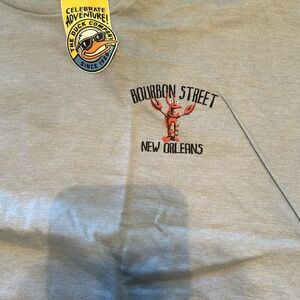 CELEBRATE
ADVENTURE!
THE DUCK COMPANY
SINCE
BOURBON STREET
NEW ORLEANS